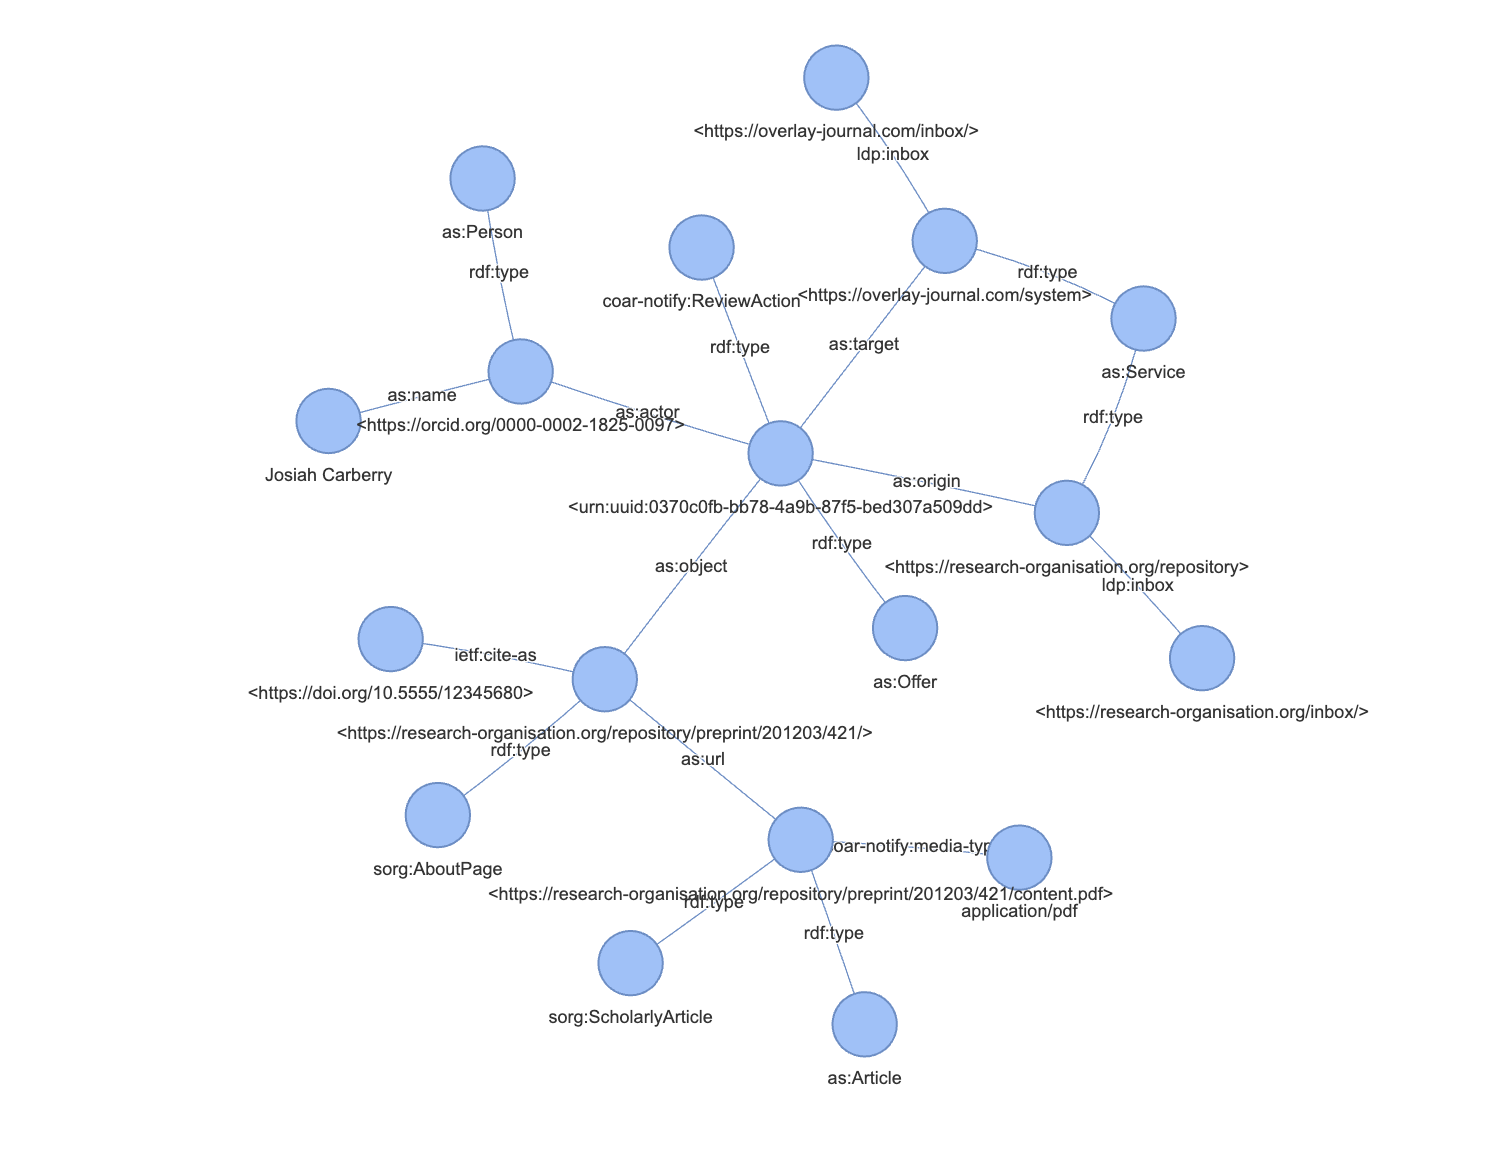 <https://overlay-journal.com/inbox/>
ldp:inbox
as:Person
rdf:type
rdf:type
<https://overlay-journal.com/system>
coar-notify:ReviewAction
rdf:type
as:target
as:Service
rdf:type
as:name
as:actor
<https://orcid.org/0000-0002-1825-0097>
Josiah Carberry
as:origin
<urn:uuid:0370c0fb-bb78-4a9b-87f5-bed307a509dd>
rdf:type
as:object
<https://research-organisation.org/repository>
ldp:inbox
ietf:cite-as
as:Offer
<https://doi.org/10.5555/12345680>
<https://research-organisation.org/inbox/>
<https://research-organisation.org/repository/preprint/201203/421/>
rdf:type
as:url
oar-notify:media-typ
sorg:AboutPage
<https://research-organisation.org/repository/preprint/201203/421/content.pdf>
rdf:type
application/pdf
rdf:type
sorg:ScholarlyArticle
as:Article